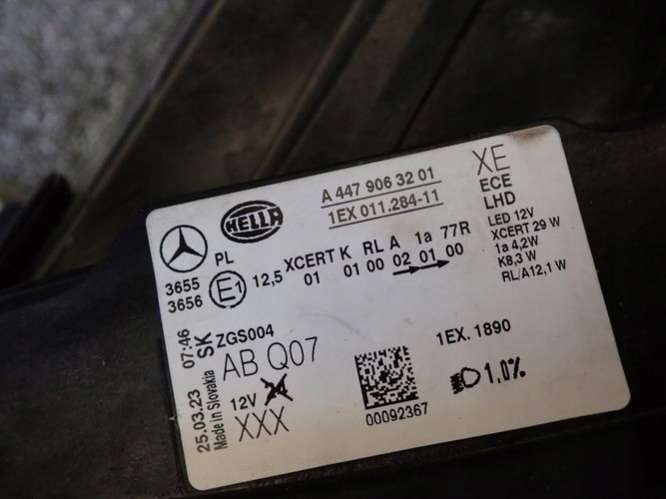 HELLA
A 447 906 32 01
1EX 011.284-11
XE
ECE
LHD
LED 12V
XCERT 29 W
1a 4,2W
K8,3 W
RL/A12,1 W
PL
3655
3656
E1
12,5
XCERT K RL A 1a 77R
01 01 00 02 01 00
25.03.23 07:46
Made in Slovakia
SK
ZGS004
AB Q07
12V
XXX
00092367
1EX. 1890
1,0%